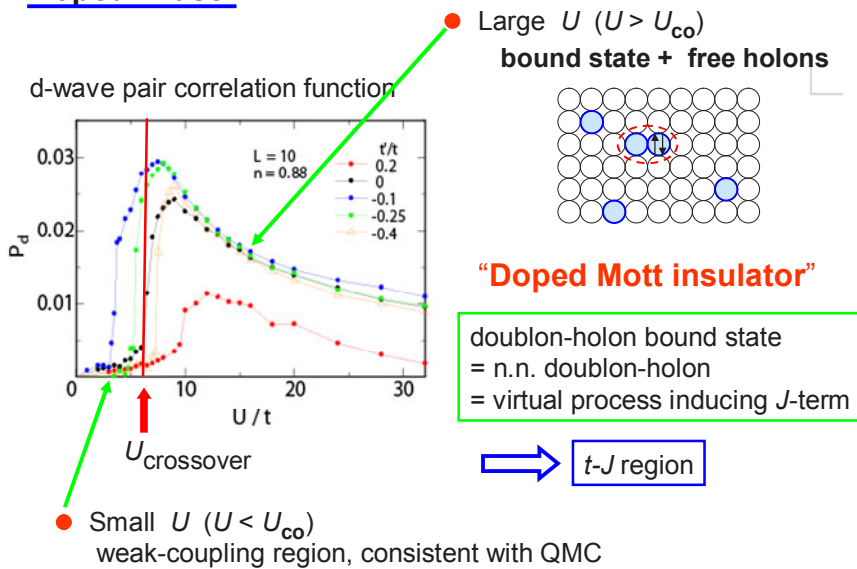 Large U (U > Uco)
bound state + free holons
d-wave pair correlation function
0.03
0.02
0.01
Pd
L = 10
n = 0.88
t'/t
0.2
0
-0.1
-0.25
-0.4
0
10
20
30
U / t
Ucrossover
"Doped Mott insulator"
doublon-holon bound state
= n.n. doublon-holon
= virtual process inducing J-term
t-J region
Small U (U < Uco)
weak-coupling region, consistent with QMC